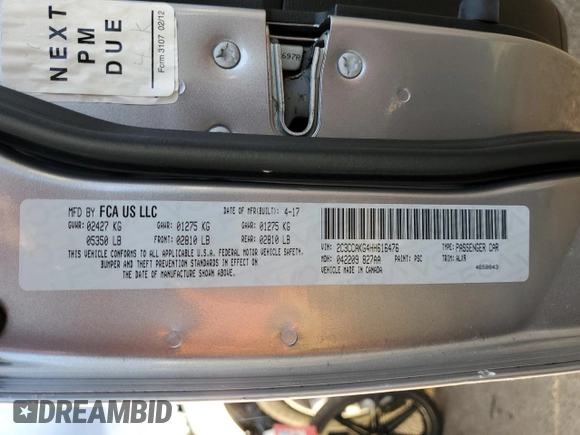 NEXT
PM
DUE
Form 3107 02/12
MFD BY FCA US LLC
DATE OF MFR(BUILT) 4-17
GVWR: 02427 KG
GAWR: 01275 KG
GAWR: 01275 KG
05350 LB
FRONT: 02810 LB
REAR: 02810 LB
THIS VEHICLE CONFORMS TO ALL APPLICABLE U.S.A. FEDERAL MOTOR VEHICLE SAFETY,
BUMPER AND THEFT PREVENTION STANDARDS IN EFFECT ON
THE DATE OF MANUFACTURE SHOWN ABOVE.
VIN: 2C3CCAKG4HH616476
TYPE: PASSENGER CAR
MDH: 042209 827AA
PAINT: PSC
TRIM: ALX9
VEHICLE MADE IN CANADA
4650843
DREAMBID